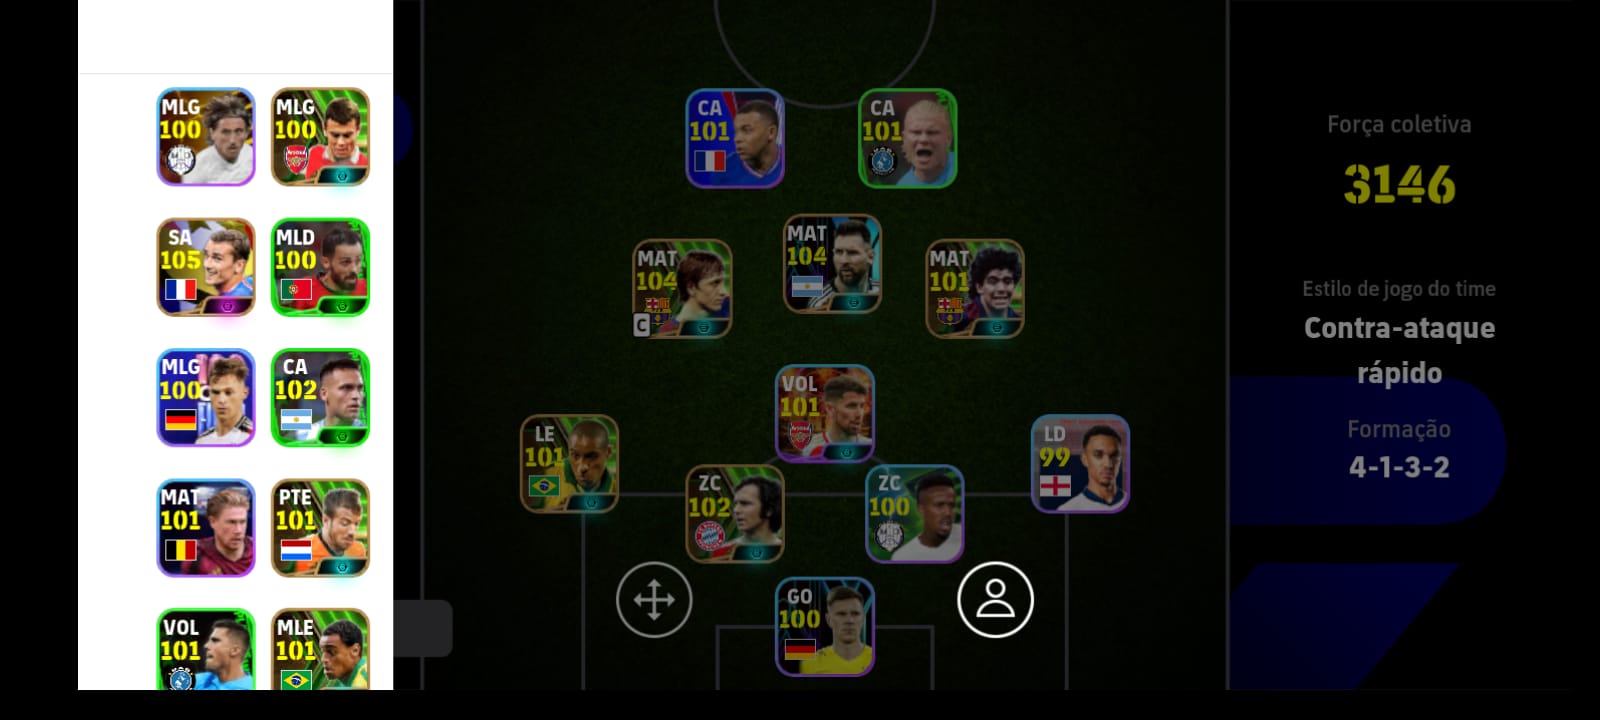 MLG
100
MLG
100
SA
105
MLD
100
MLG
100
CA
102
MAT
101
PTE
101
VOL
101
MLE
101
CA
101
CA
101
MAT
104
C
MAT
104
MAT
101
VOL
101
LE
101
LD
99
ZC
102
ZC
100
GO
100
Força coletiva
3146
Estilo de jogo do time
Contra-ataque
rápido
Formação
4-1-3-2